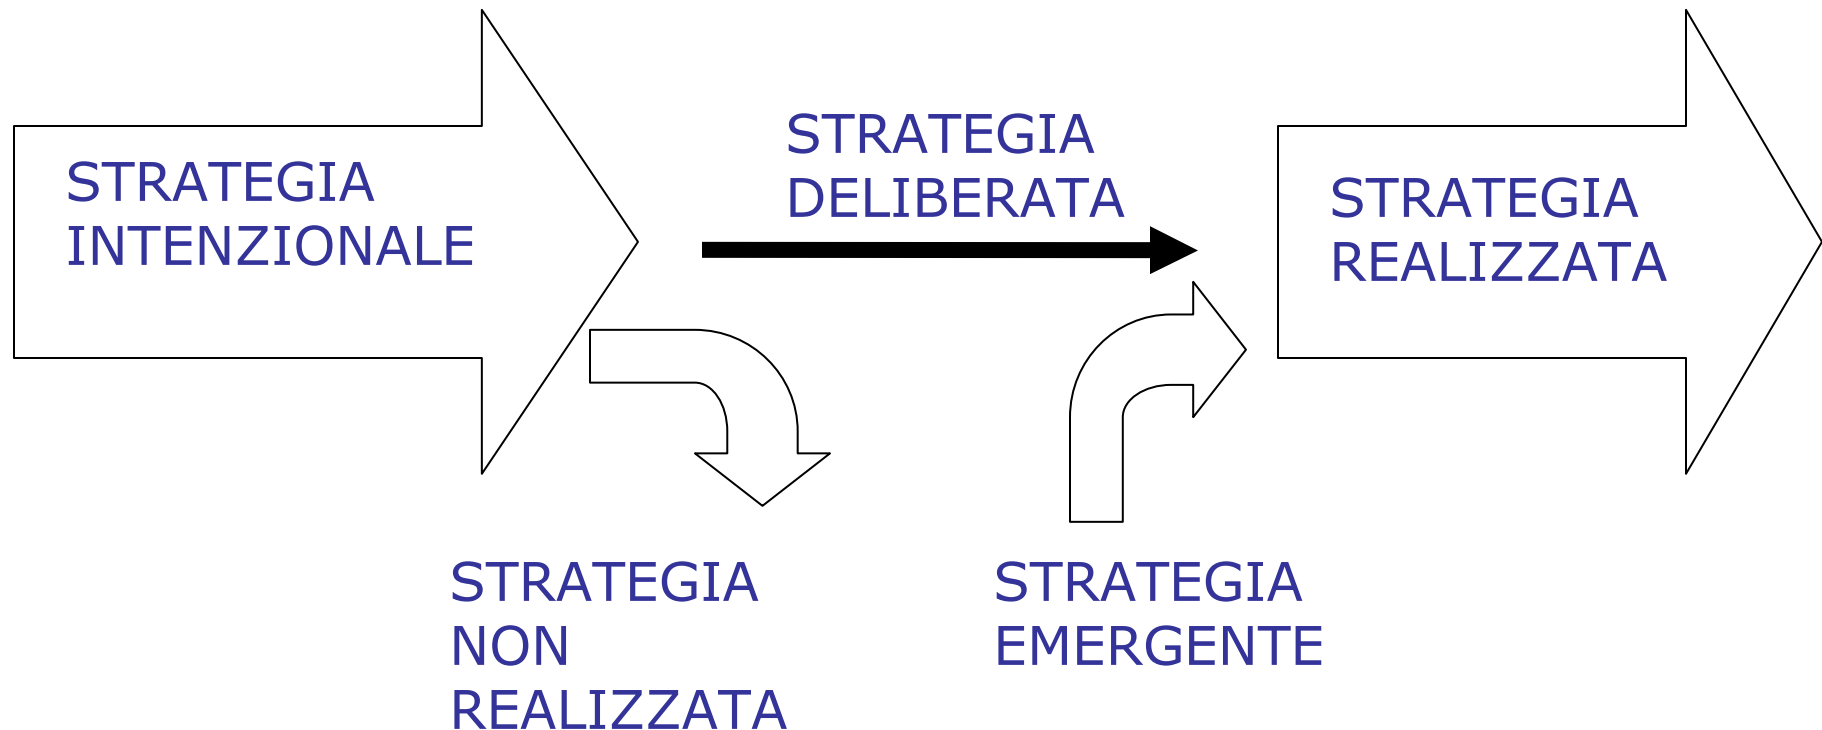 STRATEGIA
INTENZIONALE
STRATEGIA
DELIBERATA
STRATEGIA
REALIZZATA
STRATEGIA
NON
REALIZZATA
STRATEGIA
EMERGENTE